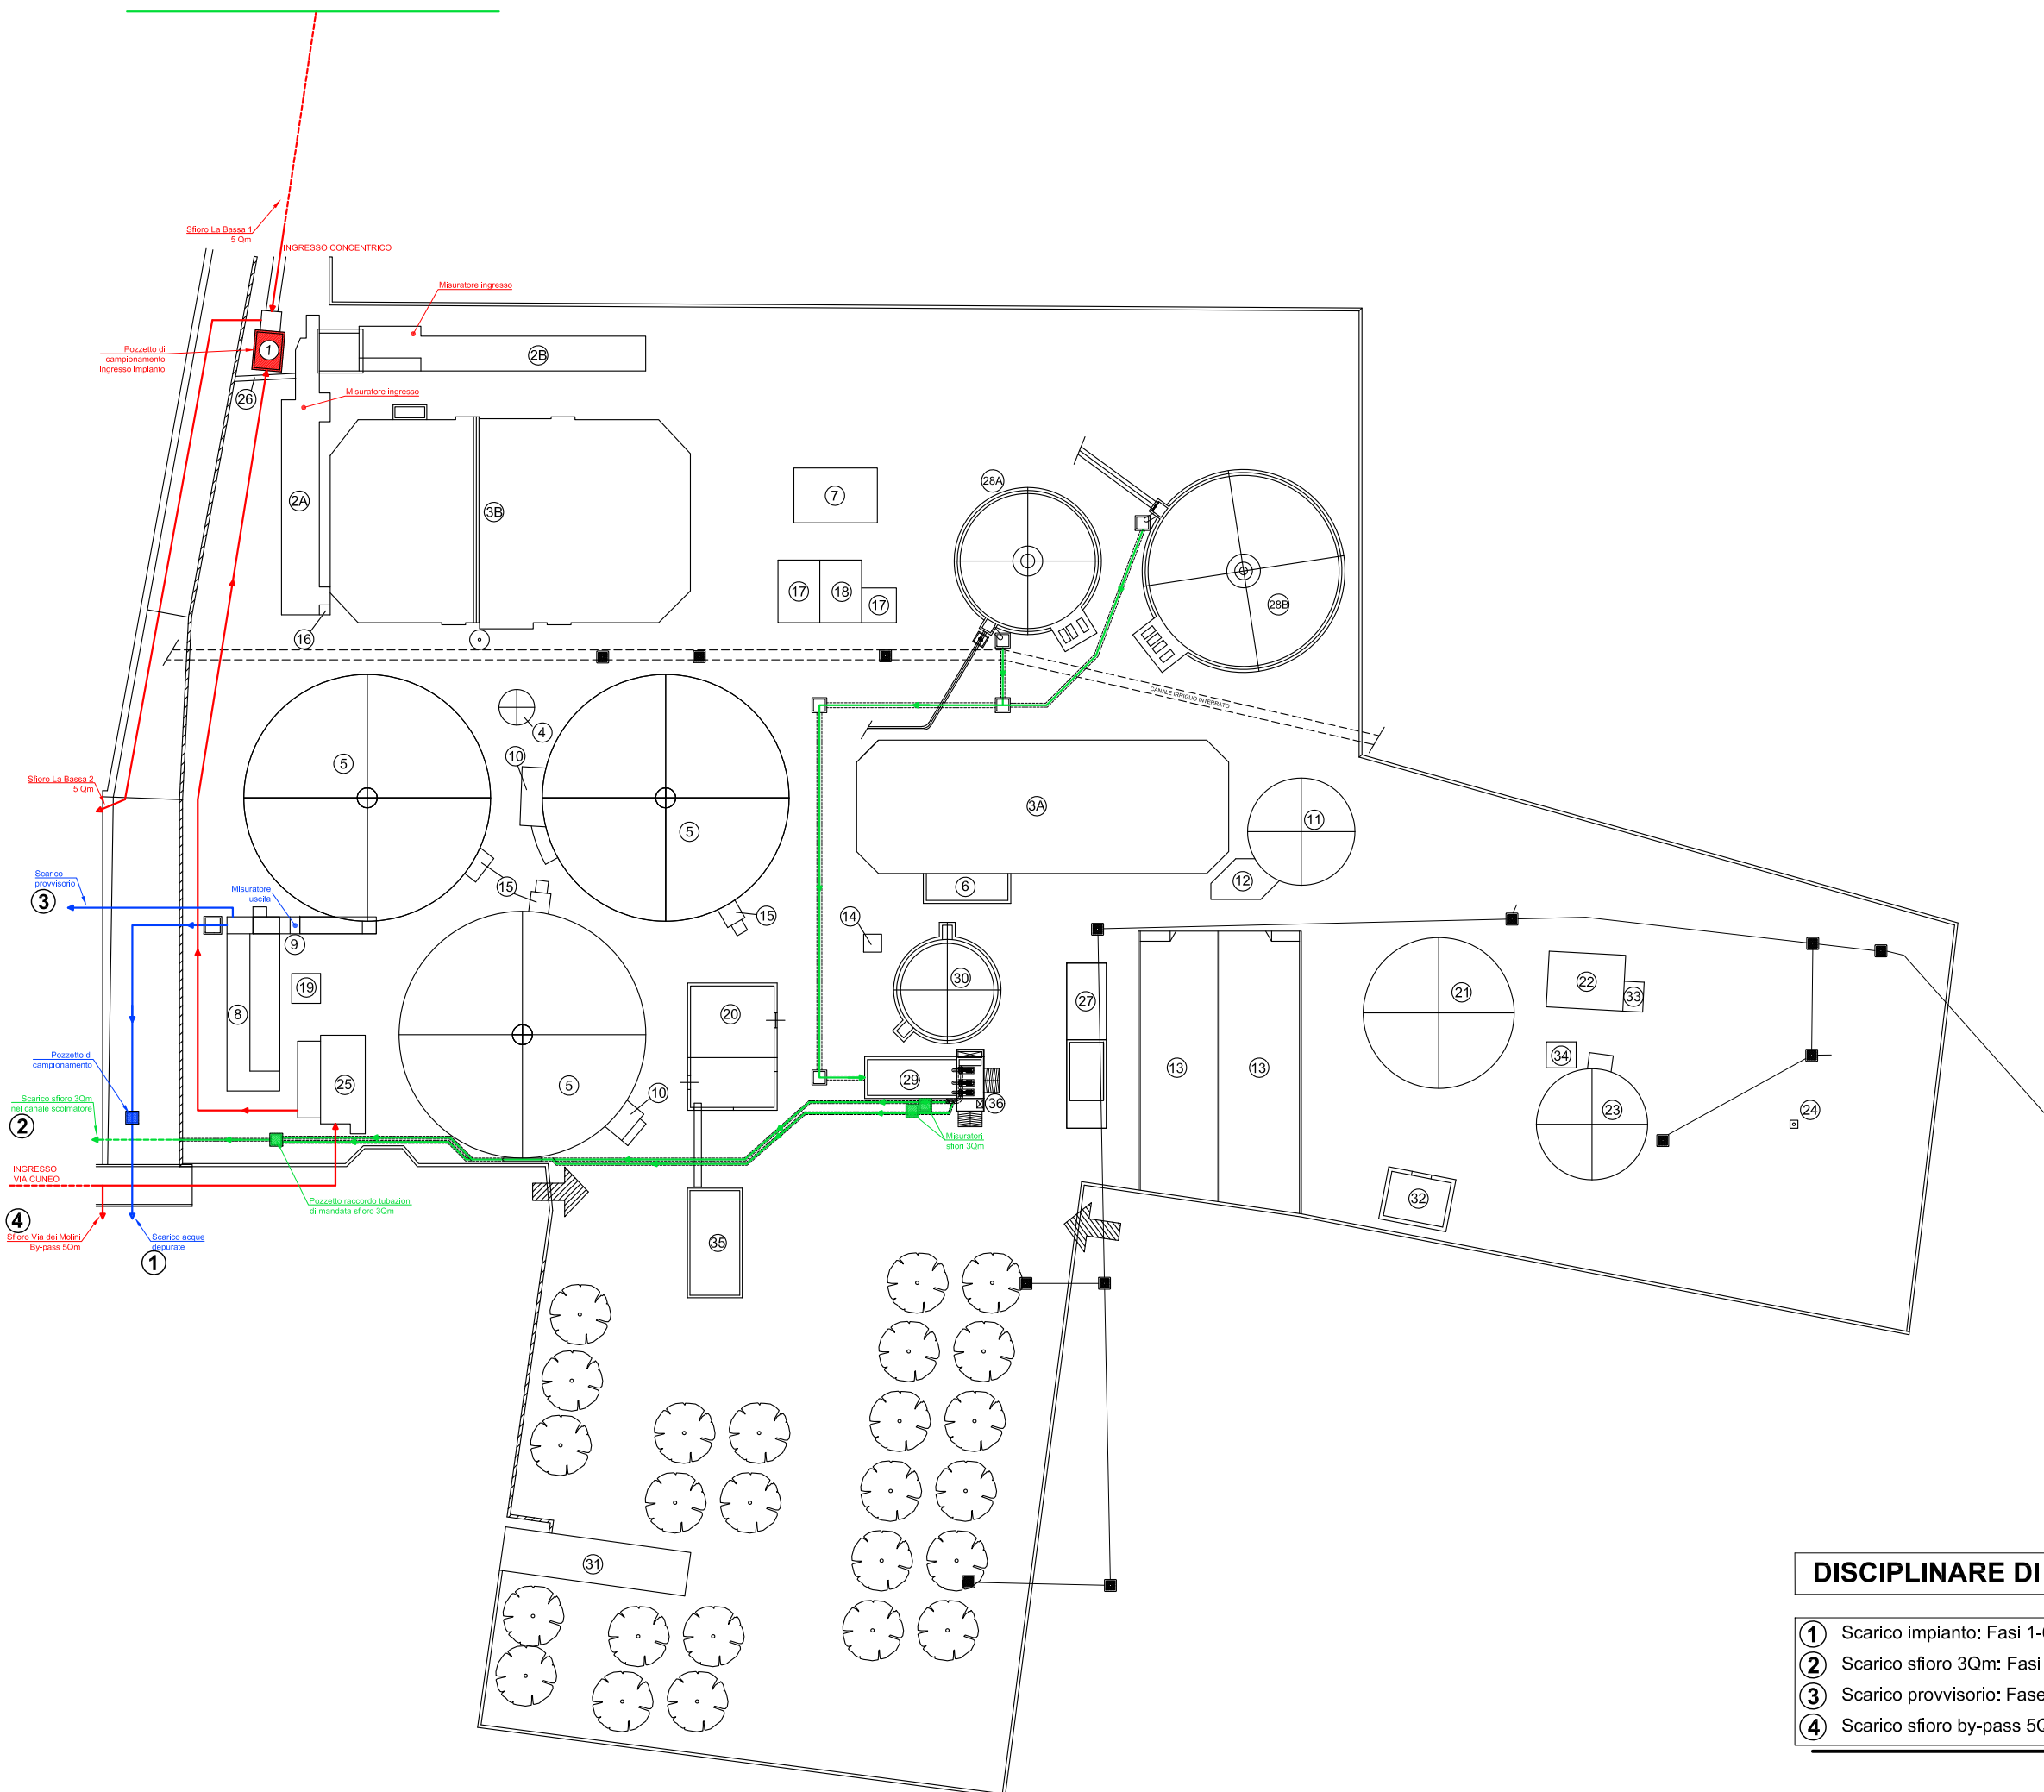 Sfioro La Bassa 1
5 Qm
INGRESSO CONCENTRICO
Misuratore ingresso
Pozzetto di
campionamento
ingresso impianto
1
2B
26
Misuratore ingresso
2A
3B
7
28A
28B
17
18
17
16
CANALE IRRIGUO INTERRATO
4
5
10
5
3A
11
Sfioro La Bassa 2
5 Qm
Scarico
provvisorio
3
Misuratore
uscita
15
6
12
15
14
9
30
27
21
22
33
19
20
8
34
Pozzetto di
campionamento
25
5
10
29
13
13
23
24
36
Scarico sfioro 3Qm
nel canale scolmatore
2
Misuratori
sfiori 3Qm
INGRESSO
VIA CUNEO
Pozzetto raccordo tubazioni
di mandata sfioro 3Qm
32
4
Sfioro Via dei Molini
By-pass 5Qm
Scarico acque
depurate
1
35
31
DISCIPLINARE DI
1 Scarico impianto: Fasi 1-
2 Scarico sfioro 3Qm: Fasi
3 Scarico provvisorio: Fase
4 Scarico sfioro by-pass 5